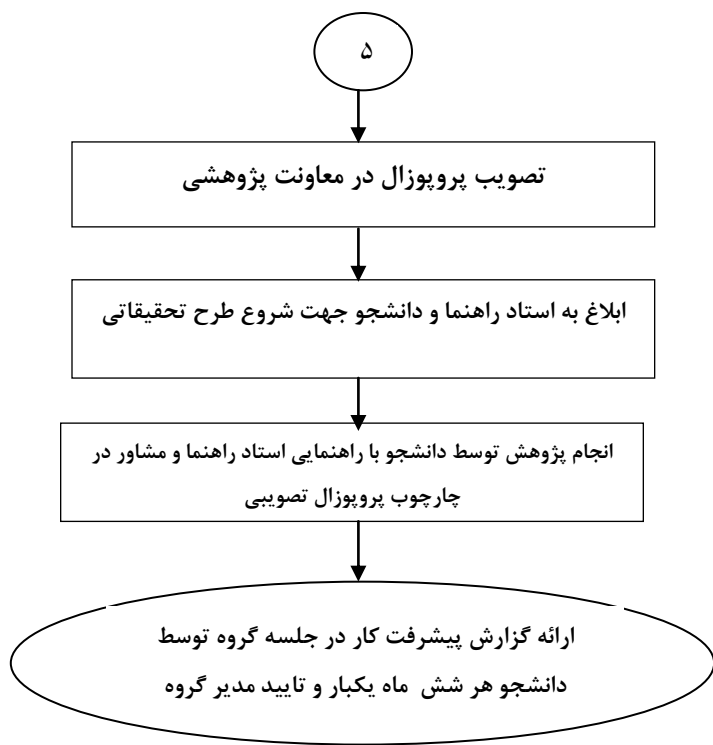 ۵
تصویب پروپوزال در معاونت پژوهشی
ابلاغ به استاد راهنما و دانشجو جهت شروع طرح تحقیقاتی
انجام پژوهش توسط دانشجو با راهنمایی استاد راهنما و مشاور در
چارچوب پروپوزال تصویبی
ارائه گزارش پیشرفت کار در جلسه گروه توسط
دانشجو هر شش ماه یکبار و تایید مدیر گروه